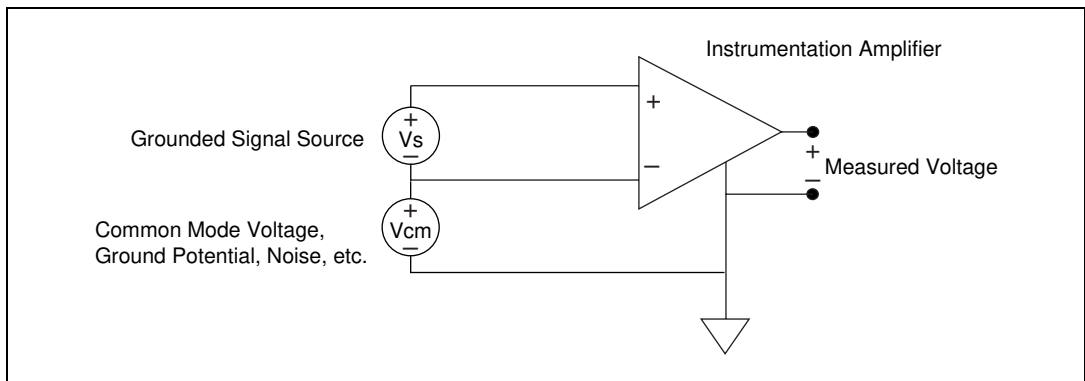 Instrumentation Amplifier
+
Grounded Signal Source
+
Vs
−
−
+
−
Measured Voltage
Common Mode Voltage,
Ground Potential, Noise, etc.
+
Vcm
−